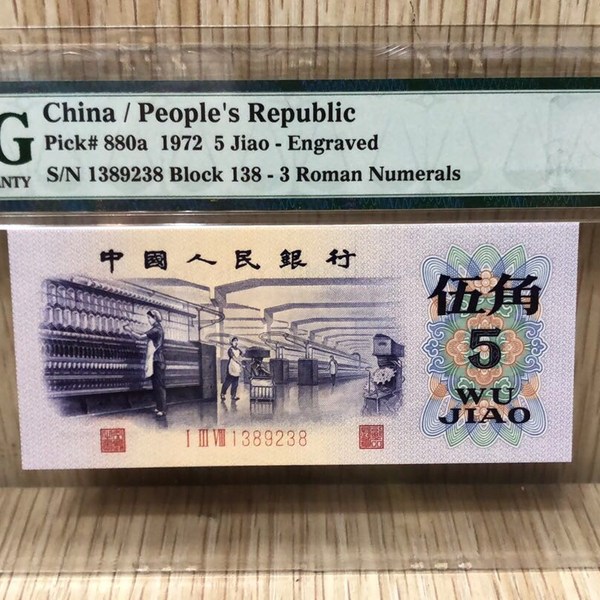 G
ANTY
China / People's Republic
Pick# 880a 1972 5 Jiao - Engraved
S/N 1389238 Block 138 - 3 Roman Numerals
中國人民銀行
伍角
5
WU
JIAO
I III VIII 1389238